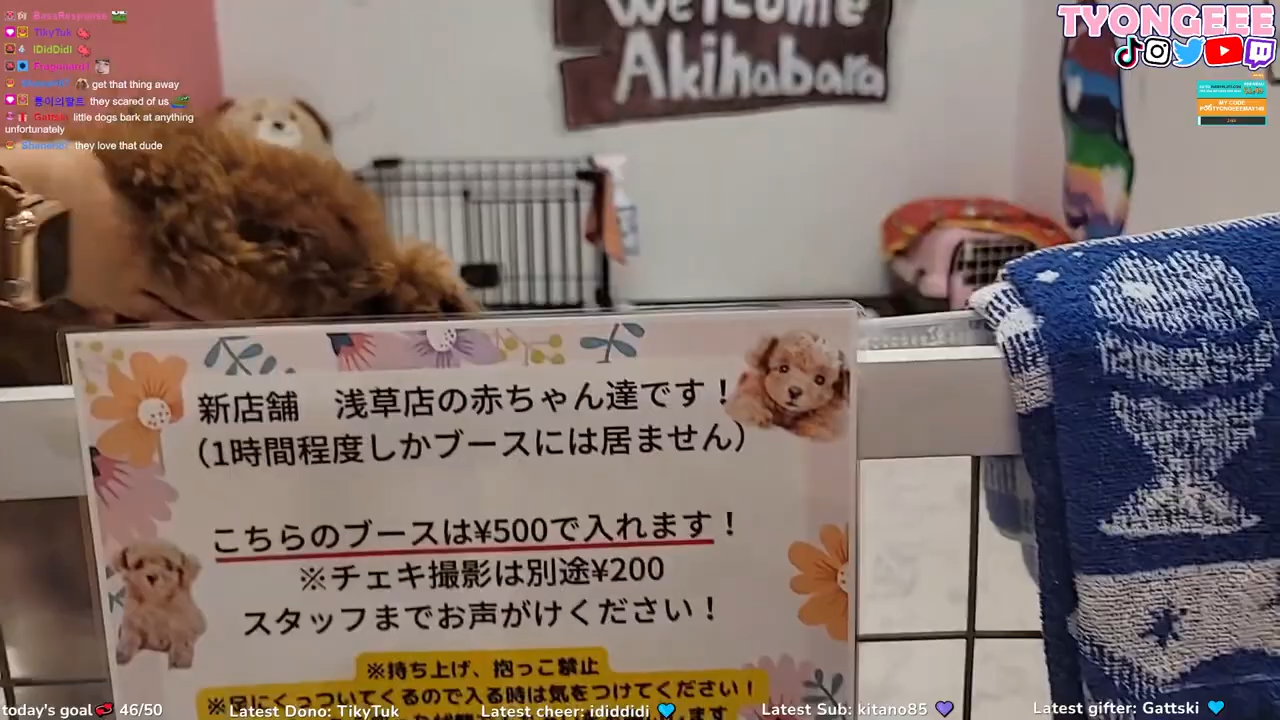 BassResponse
TikyTuk
IDidDidI
get that thing away
they scared of us
Gattski little dogs bark at anything
unfortunately
they love that dude
Welcome
Akihabara
TYONGEEE
新店舗 浅草店の赤ちゃん達です！
（1時間程度しかブースには居ません）
こちらのブースは¥500で入れます！
※チェキ撮影は別途¥200
スタッフまでお声がけください！
※持ち上げ、抱っこ禁止
※足にくっついてくるので入る時は気をつけてください！
today's goal 46/50
Latest Dono: TikyTuk
Latest cheer: idididi
Latest Sub: kitano85
Latest gifter: Gattski